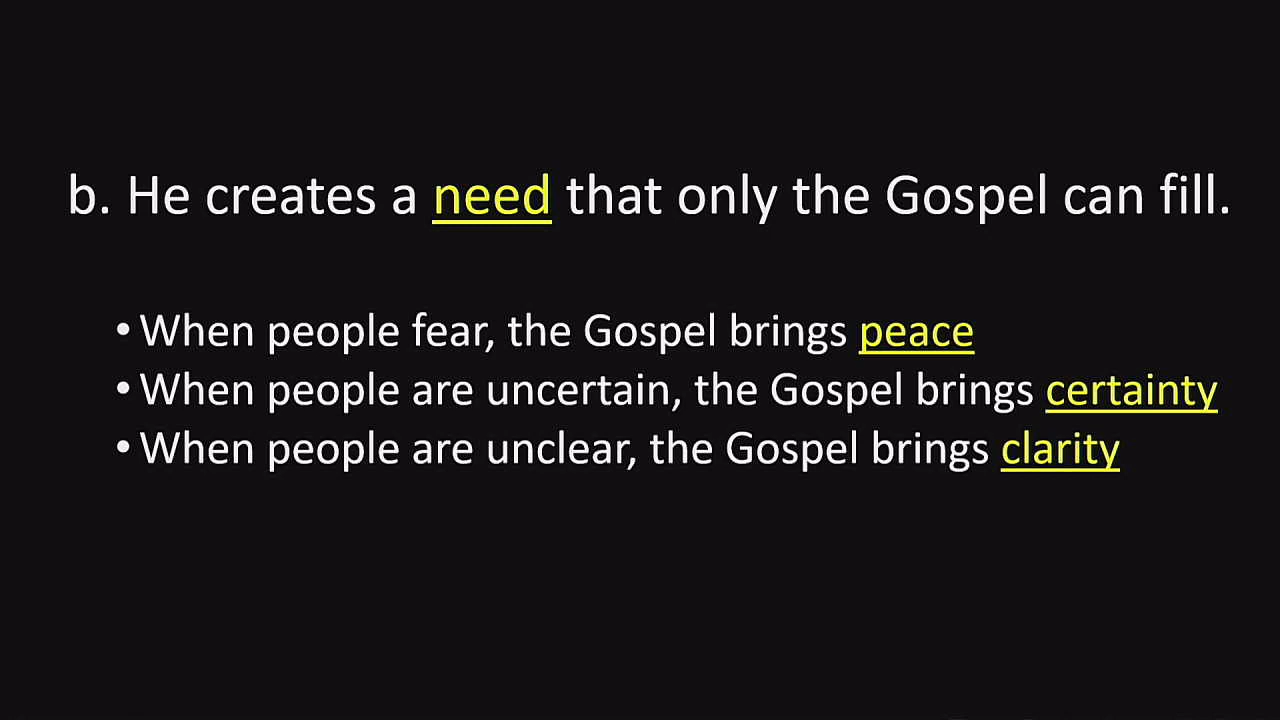 b. He creates a need that only the Gospel can fill.
• When people fear, the Gospel brings peace
• When people are uncertain, the Gospel brings certainty
• When people are unclear, the Gospel brings clarity